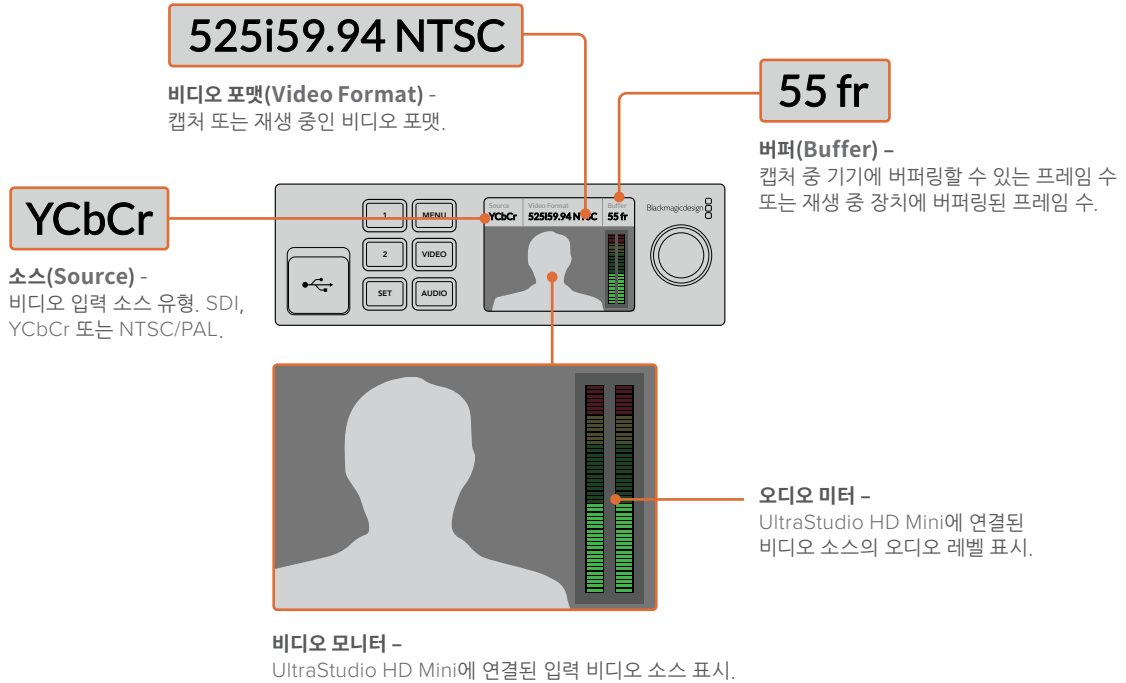 525i59.94 NTSC
비디오 포맷(Video Format) -
캡처 또는 재생 중인 비디오 포맷.
55 fr
버퍼(Buffer) –
캡처 중 기기에 버퍼링할 수 있는 프레임 수
또는 재생 중 장치에 버퍼링된 프레임 수.
YCbCr
소스(Source) -
비디오 입력 소스 유형. SDI,
YCbCr 또는 NTSC/PAL.
1
MENU
2
VIDEO
SET
AUDIO
Source
YCbCr
Video Format
525I59.94 NTSC
Buffer
55 fr
Blackmagicdesign
오디오 미터 –
UltraStudio HD Mini에 연결된
비디오 소스의 오디오 레벨 표시.
비디오 모니터 –
UltraStudio HD Mini에 연결된 입력 비디오 소스 표시.